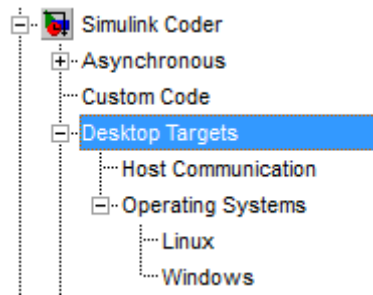 Simulink Coder
Asynchronous
Custom Code
Desktop Targets
Host Communication
Operating Systems
Linux
Windows